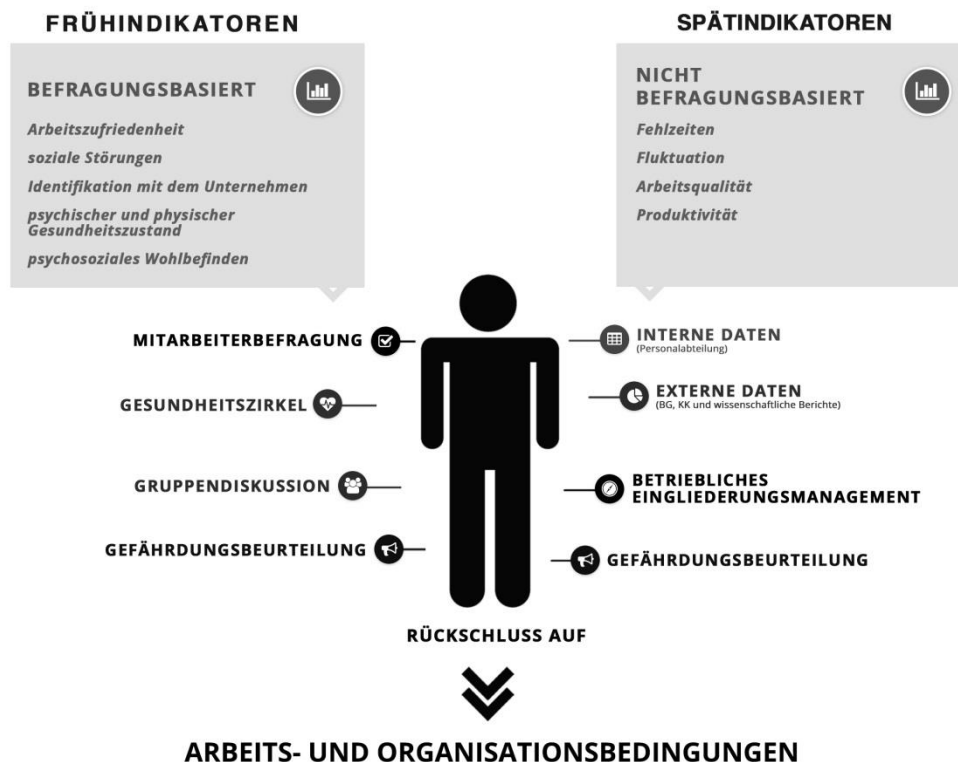 FRÜHINDIKATOREN
BEFRAGUNGSBASIERT
Arbeitszufriedenheit
soziale Störungen
Identifikation mit dem Unternehmen
psychischer und physischer
Gesundheitszustand
psychosoziales Wohlbefinden
SPÄTINDIKATOREN
NICHT
BEFRAGUNGSBASIERT
Fehlzeiten
Fluktuation
Arbeitsqualität
Produktivität
MITARBEITERBEFRAGUNG
GESUNDHEITSZIRKEL
GRUPPENDISKUSSION
GEFÄHRDUNGSBEURTEILUNG
INTERNE DATEN
(Personalabteilung)
EXTERNE DATEN
(BG, KK und wissenschaftliche Berichte)
BETRIEBLICHES
EINGLIEDERUNGSMANAGEMENT
GEFÄHRDUNGSBEURTEILUNG
RÜCKSCHLUSS AUF
ARBEITS- UND ORGANISATIONSBEDINGUNGEN